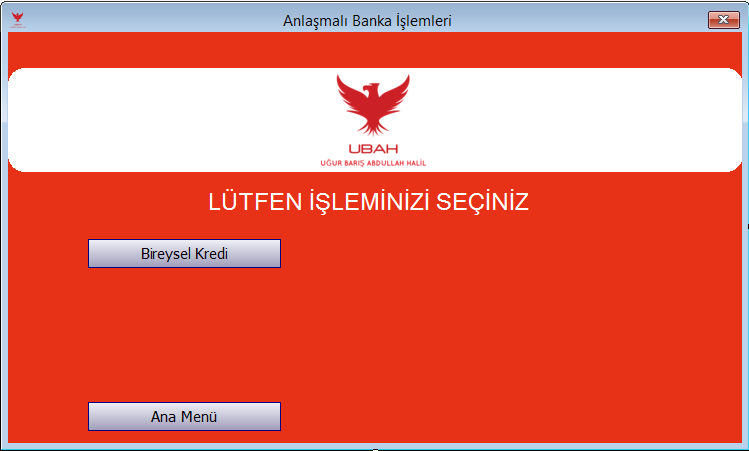 Anlaşmalı Banka İşlemleri
UBAH
UĞUR BARIŞ ABDULLAH HALİL
LÜTFEN İŞLEMİNİZİ SEÇİNİZ
Bireysel Kredi
Ana Menü